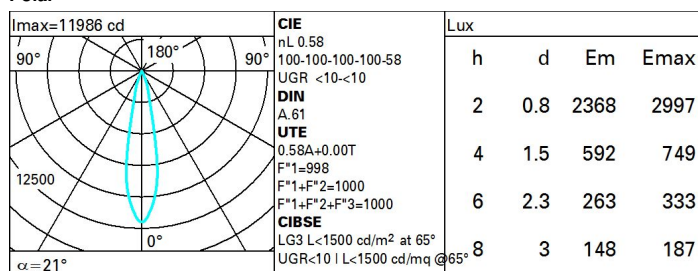 Imax=11986 cd
90° 180° 90°
12500
0°
α=21°
CIE
nL 0.58
100-100-100-100-58
UGR <10-<10
DIN
A.61
UTE
0.58A+0.00T
F"1=998
F"1+F"2=1000
F"1+F"2+F"3=1000
CIBSE
LG3 L<1500 cd/m² at 65°
UGR<10 | L<1500 cd/mq @65°
Lux
h d Em Emax
2 0.8 2368 2997
4 1.5 592 749
6 2.3 263 333
8 3 148 187